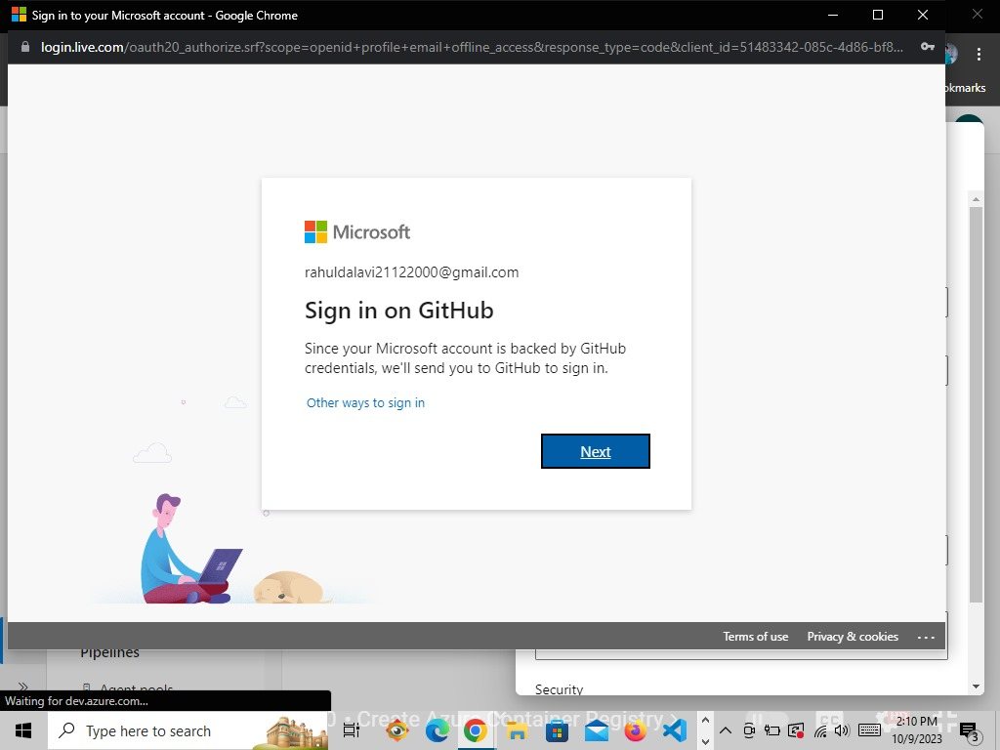 Sign in to your Microsoft account - Google Chrome
login.live.com/oauth20_authorize.srf?scope=openid+profile+email+offline_access&response_type=code&client_id=51483342-085c-4d86-bf8...
okmarks
Microsoft
rahuldalavi21122000@gmail.com
Sign in on GitHub
Since your Microsoft account is backed by GitHub
credentials, we'll send you to GitHub to sign in.
Other ways to sign in
Next
Terms of use Privacy & cookies ...
Pipelines
Agent pools
Security
Waiting for dev.azure.com...
Type here to search
0 • Create Azure Container Registry >
CC
2:10 PM
10/9/2023
3